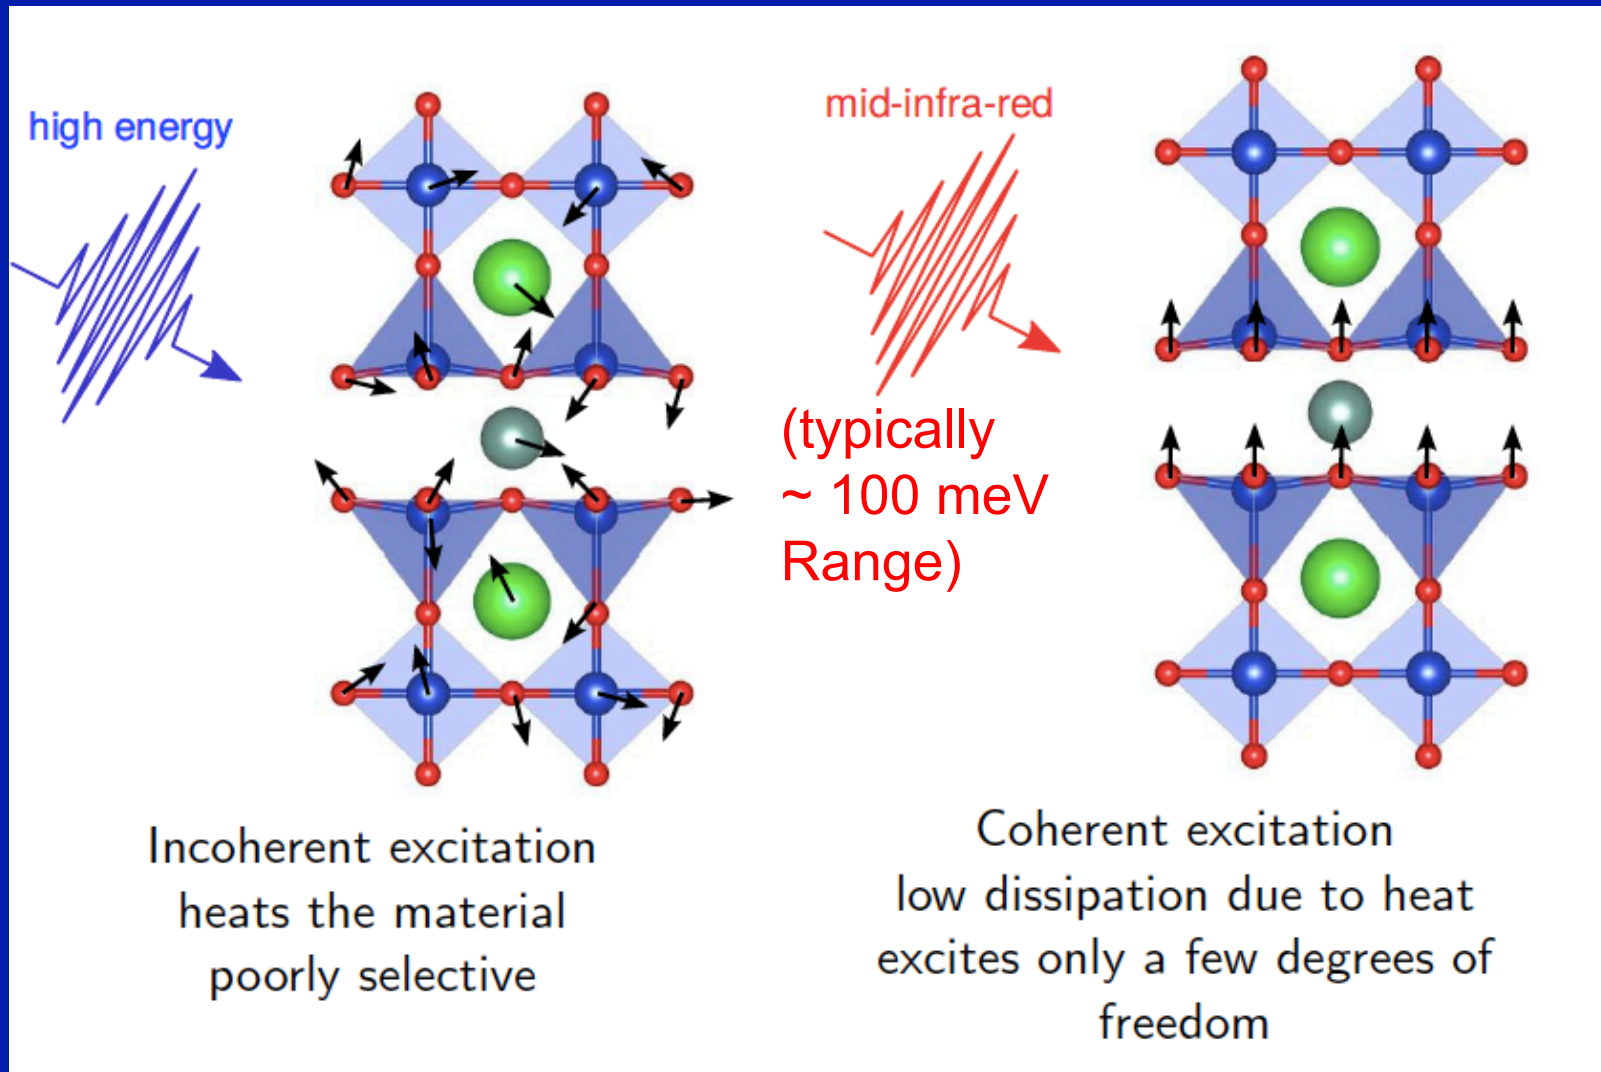 high energy
mid-infra-red
(typically
~ 100 meV
Range)
Incoherent excitation
heats the material
poorly selective
Coherent excitation
low dissipation due to heat
excites only a few degrees of
freedom